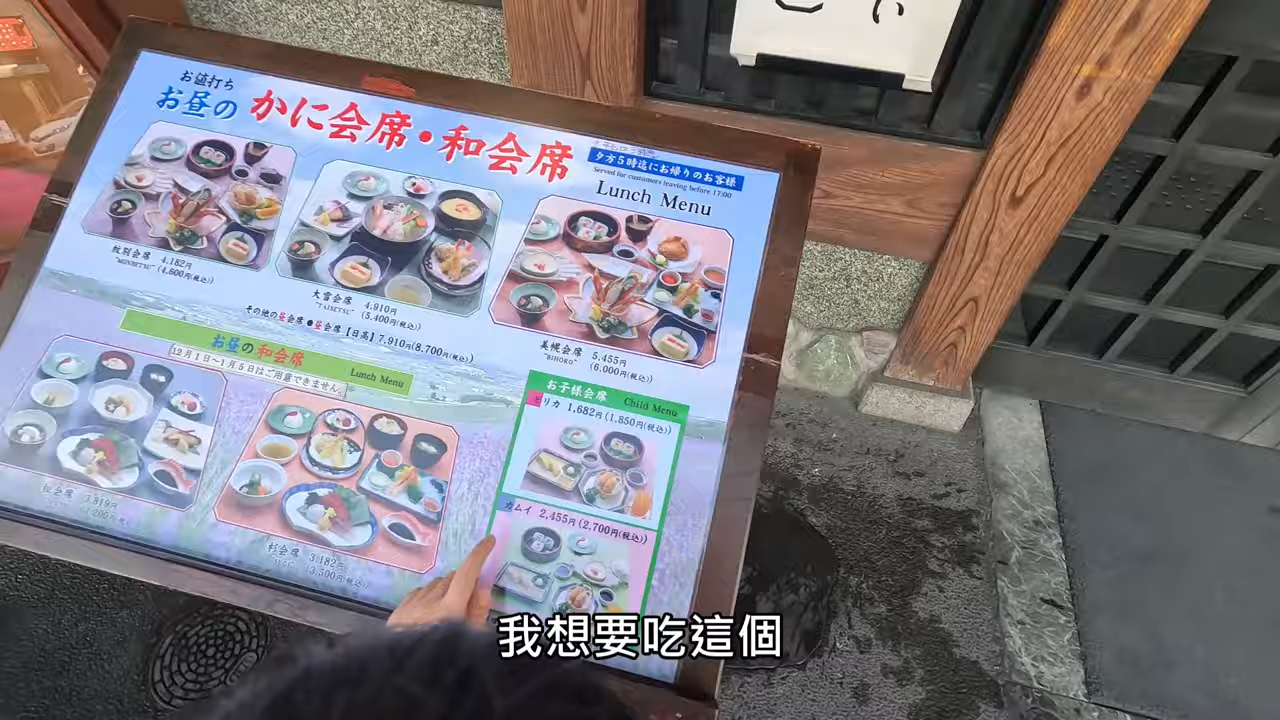 お値打ち
お昼の かに会席・和会席
夕方5時迄にお帰りのお客様
Served for customers leaving before 17:00
Lunch Menu
紋別会席 4,182円
"MONBETSU" (4,600円(税込))
大雪会席 4,910円
"TAISETSU" (5,400円(税込))
美幌会席 5,455円
"BIHORO" (6,000円(税込))
その他の昼会席●昼会席【日高】7,910円(8,700円(税込))
お昼の和会席 Lunch Menu
12月1日~1月5日はご用意できません。
松会席 3,819円
杉会席 3,182円
(3,500円(税込))
お子様会席 Child Menu
ピリカ 1,682円(1,850円(税込))
カムイ 2,455円(2,700円(税込))
我想要吃這個